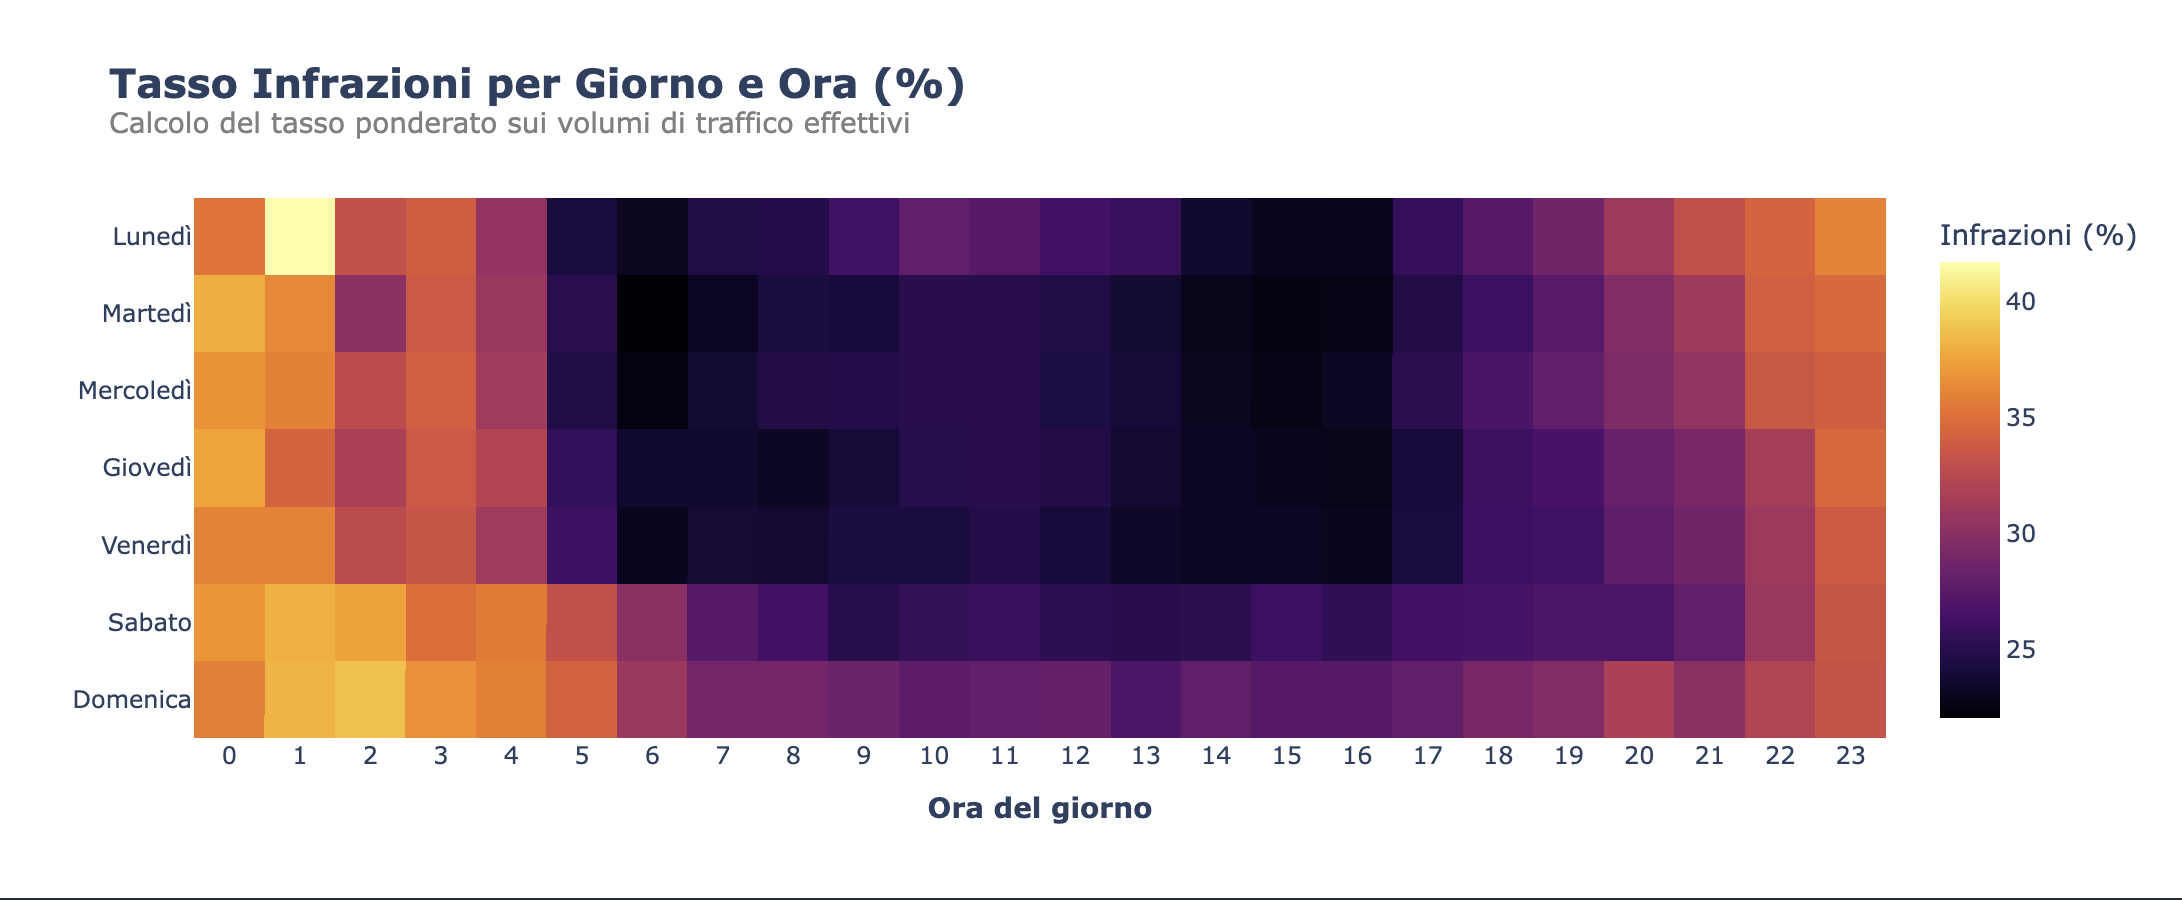 Tasso Infrazioni per Giorno e Ora (%)
Calcolo del tasso ponderato sui volumi di traffico effettivi
Infrazioni (%)
Lunedì
Martedì
Mercoledì
Giovedì
Venerdì
Sabato
Domenica
40
35
30
25
0 1 2 3 4 5 6 7 8 9 10 11 12 13 14 15 16 17 18 19 20 21 22 23
Ora del giorno